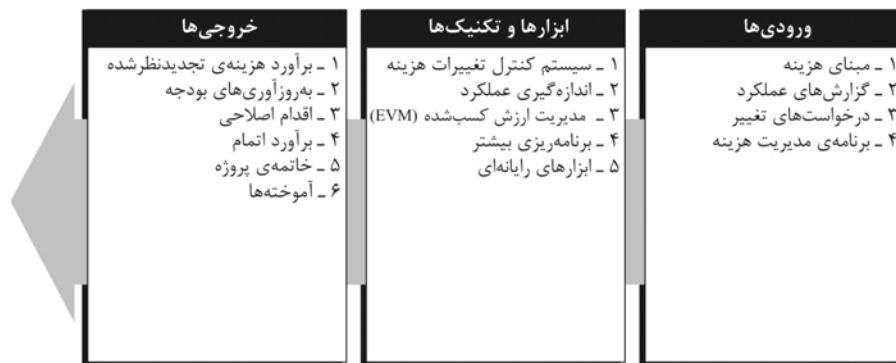 ورودی‌ها
۱ ـ مبنای هزینه
۲ ـ گزارش‌های عملکرد
۳ ـ درخواست‌های تغییر
۴ ـ برنامه‌ی مدیریت هزینه
ابزارها و تکنیک‌ها
۱ ـ سیستم کنترل تغییرات هزینه
۲ ـ اندازه‌گیری عملکرد
۳ ـ مدیریت ارزش کسب‌شده (EVM)
۴ ـ برنامه‌ریزی بیشتر
۵ ـ ابزارهای رایانه‌ای
خروجی‌ها
۱ ـ برآورد هزینه‌ی تجدیدنظرشده
۲ ـ به‌روزآوری‌های بودجه
۳ ـ اقدام اصلاحی
۴ ـ برآورد اتمام
۵ ـ خاتمه‌ی پروژه
۶ ـ آموخته‌ها